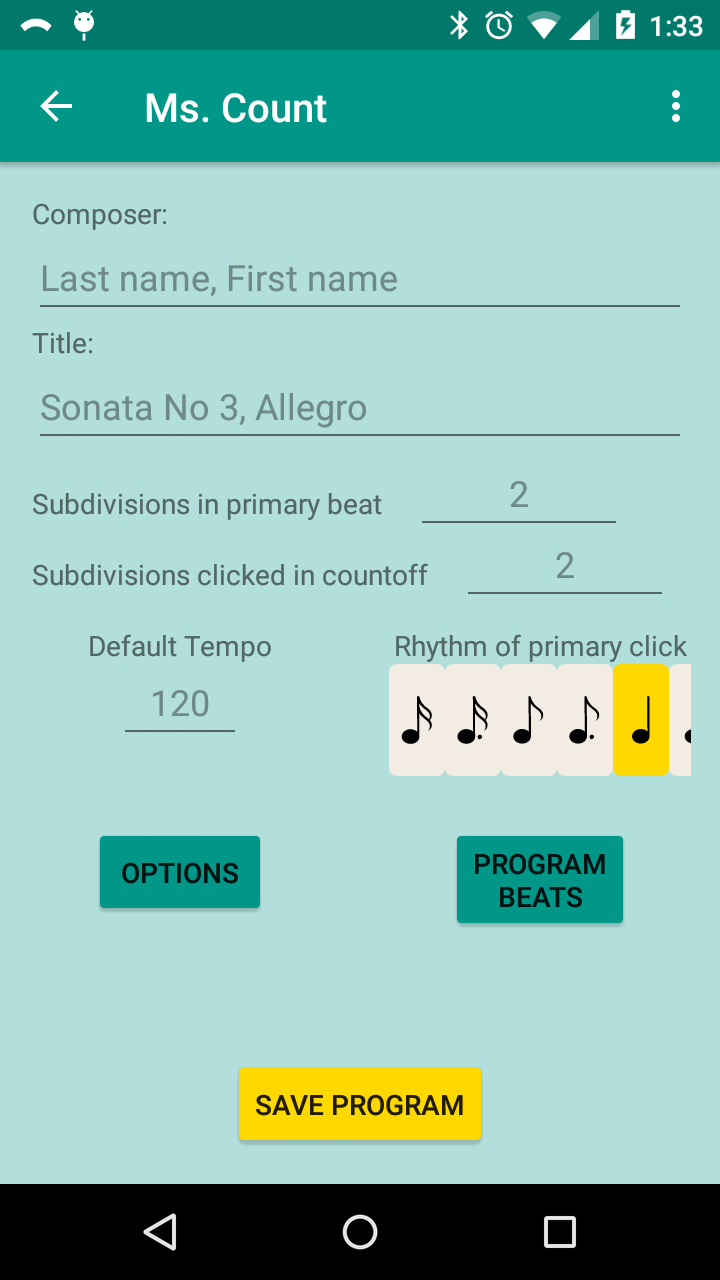 1:33
Ms. Count
Composer:
Last name, First name
Title:
Sonata No 3, Allegro
Subdivisions in primary beat
2
Subdivisions clicked in countoff
2
Default Tempo
Rhythm of primary click
120
OPTIONS
PROGRAM
BEATS
SAVE PROGRAM